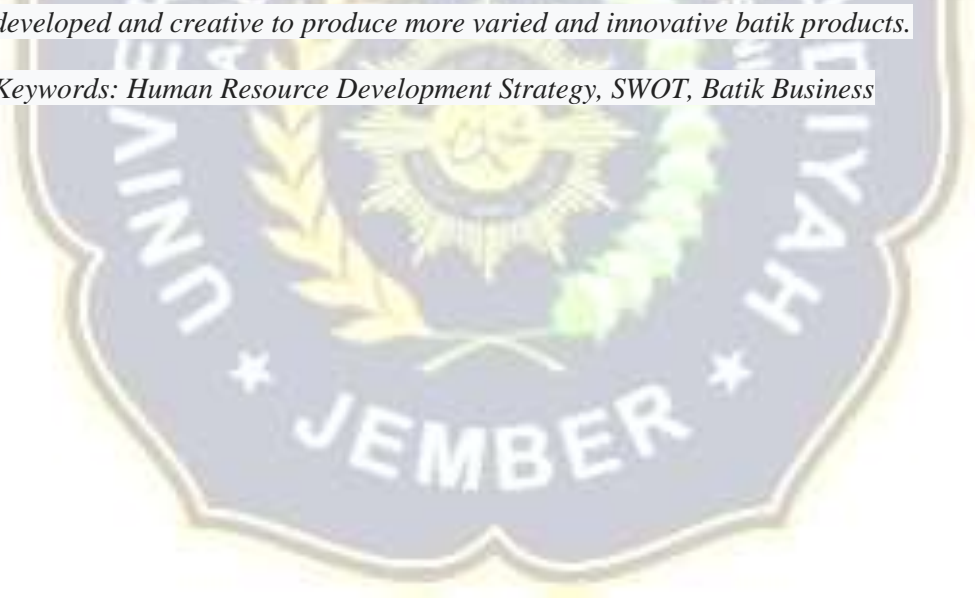 developed and creative to produce more varied and innovative batik products.
Keywords: Human Resource Development Strategy, SWOT, Batik Business
JEMBER